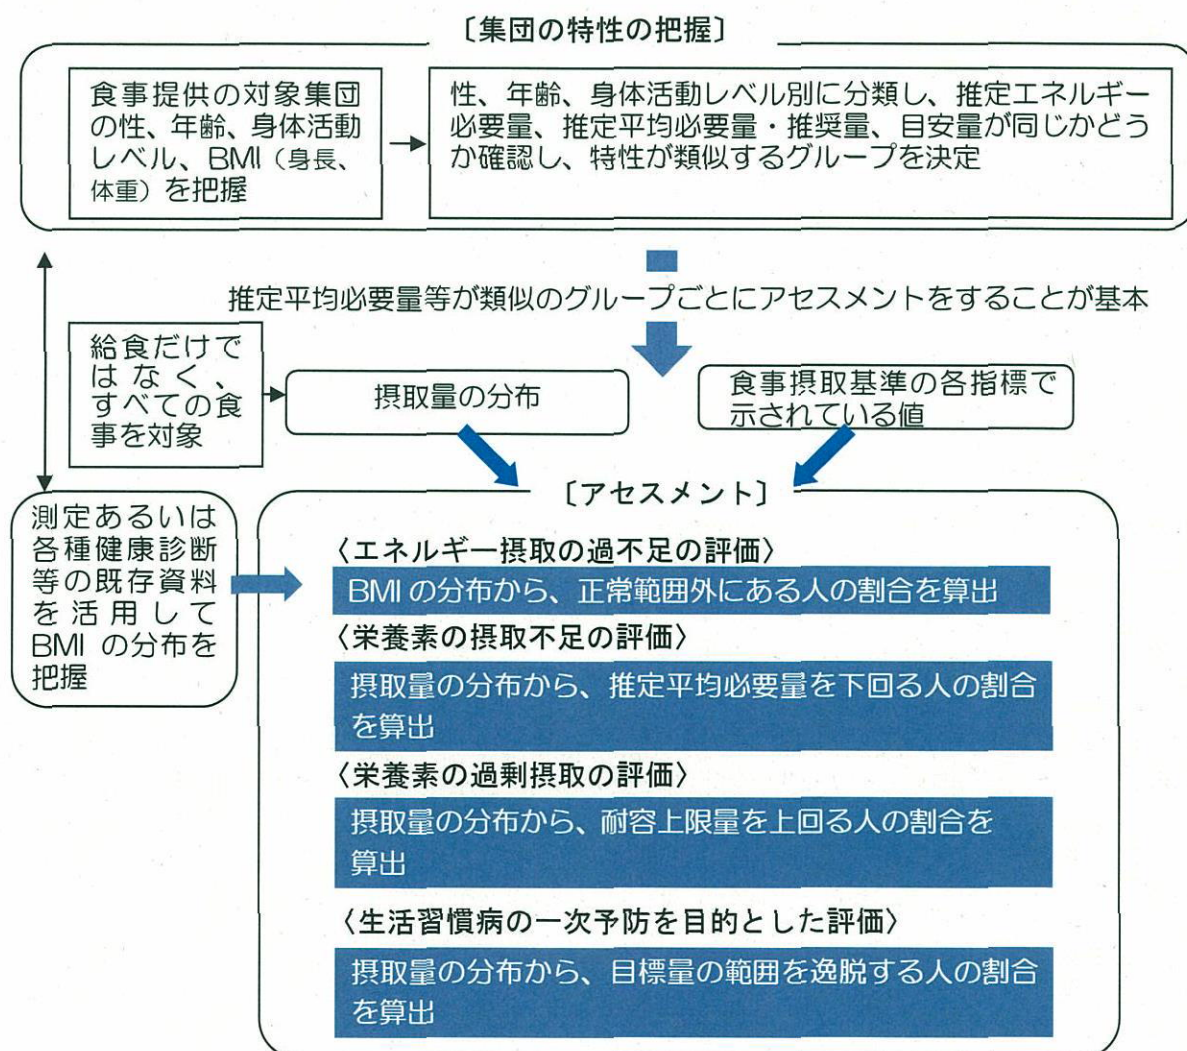 〔集団の特性の把握〕
食事提供の対象集団
の性、年齢、身体活動
レベル、BMI（身長、
体重）を把握
性、年齢、身体活動レベル別に分類し、推定エネルギー
必要量、推定平均必要量・推奨量、目安量が同じかどう
か確認し、特性が類似するグループを決定
推定平均必要量等が類似のグループごとにアセスメントをすることが基本
給食だけで
はなく、
すべての食
事を対象
摂取量の分布
食事摂取基準の各指標で
示されている値
〔アセスメント〕
測定あるいは
各種健康診断
等の既存資料
を活用して
BMI の分布を
把握
〈エネルギー摂取の過不足の評価〉
BMI の分布から、正常範囲外にある人の割合を算出
〈栄養素の摂取不足の評価〉
摂取量の分布から、推定平均必要量を下回る人の割合
を算出
〈栄養素の過剰摂取の評価〉
摂取量の分布から、耐容上限量を上回る人の割合を
算出
〈生活習慣病の一次予防を目的とした評価〉
摂取量の分布から、目標量の範囲を逸脱する人の割合
を算出